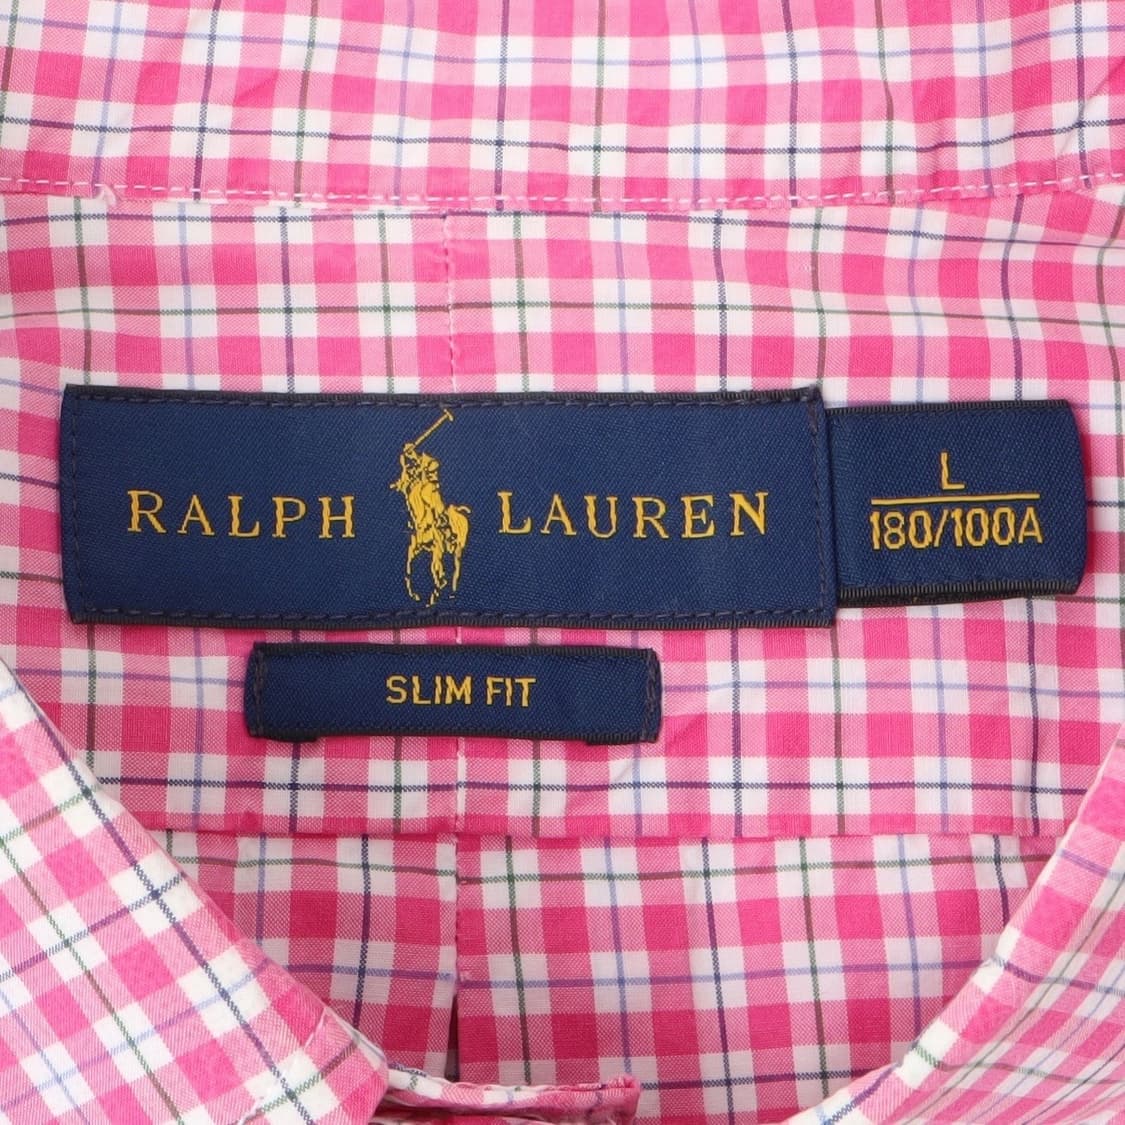 RALPH LAUREN
L
180/100A
SLIM FIT